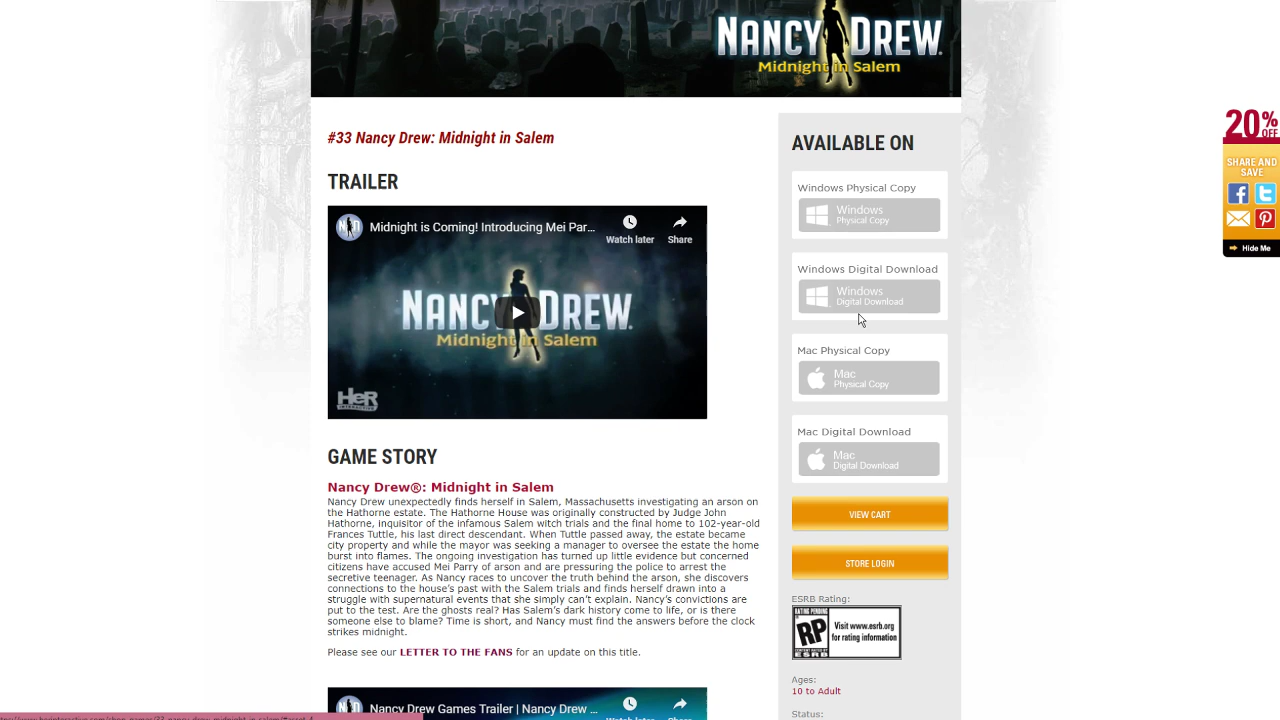 NANCY DREW®
Midnight in Salem
#33 Nancy Drew: Midnight in Salem
TRAILER
Midnight is Coming! Introducing Mei Par...
Watch later
Share
NANCY DREW®
Midnight in Salem
HeR
INTERACTIVE
GAME STORY
Nancy Drew®: Midnight in Salem
Nancy Drew unexpectedly finds herself in Salem, Massachusetts investigating an arson on
the Hathorne estate. The Hathorne House was originally constructed by Judge John
Hathorne, inquisitor of the infamous Salem witch trials and the final home to 102-year-old
Frances Tuttle, his last direct descendant. When Tuttle passed away, the estate became
city property and while the mayor was seeking a manager to oversee the estate the home
burst into flames. The ongoing investigation has turned up little evidence but concerned
citizens have accused Mei Parry of arson and are pressuring the police to arrest the
secretive teenager. As Nancy races to uncover the truth behind the arson, she discovers
connections to the house's past with the Salem trials and finds herself drawn into a
struggle with supernatural events that she simply can't explain. Nancy's convictions are
put to the test. Are the ghosts real? Has Salem's dark history come to life, or is there
someone else to blame? Time is short, and Nancy must find the answers before the clock
strikes midnight.
Please see our LETTER TO THE FANS for an update on this title.
Nancy Drew Games Trailer | Nancy Drew ...
Watch later
Share
AVAILABLE ON
Windows Physical Copy
Windows
Physical Copy
Windows Digital Download
Windows
Digital Download
Mac Physical Copy
Mac
Physical Copy
Mac Digital Download
Mac
Digital Download
VIEW CART
STORE LOGIN
ESRB Rating:
RATING PENDING
RP
CONTENT RATED BY
ESRB
Visit www.esrb.org
for rating information
Ages:
10 to Adult
Status:
20% OFF
SHARE AND
SAVE
Hide Me